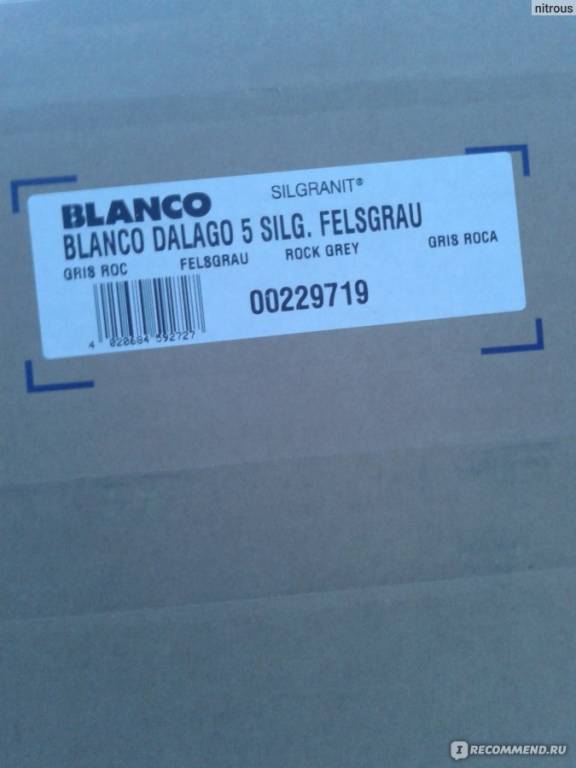 nitrous
SILGRANIT®
BLANCO
BLANCO DALAGO 5 SILG. FELSGRAU
GRIS ROC FELSGRAU ROCK GREY GRIS ROCA
00229719
4 020684 592727
IRECOMMEND.RU